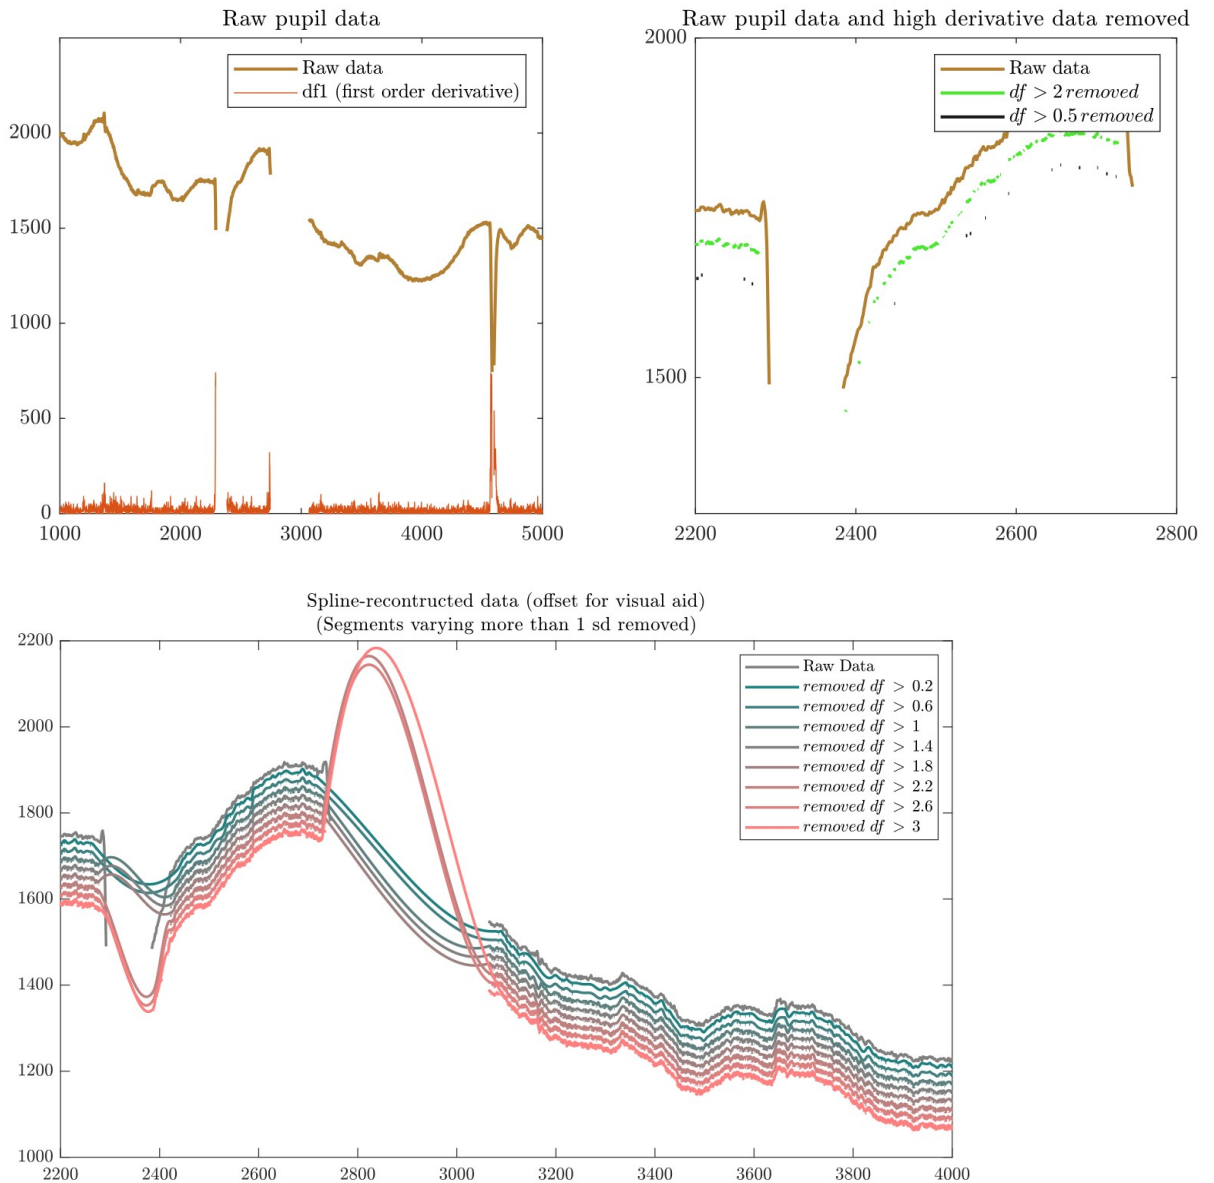 Raw pupil data
Raw data
df1 (first order derivative)
2000
1500
1000
500
0
1000
2000
3000
4000
5000
Raw pupil data and high derivative data removed
2000
Raw data
df > 2 removed
df > 0.5 removed
1500
2200
2400
2600
2800
Spline-recontructed data (offset for visual aid)
(Segments varying more than 1 sd removed)
2200
2000
1800
1600
1400
1200
1000
Raw Data
removed df > 0.2
removed df > 0.6
removed df > 1
removed df > 1.4
removed df > 1.8
removed df > 2.2
removed df > 2.6
removed df > 3
2200
2400
2600
2800
3000
3200
3400
3600
3800
4000